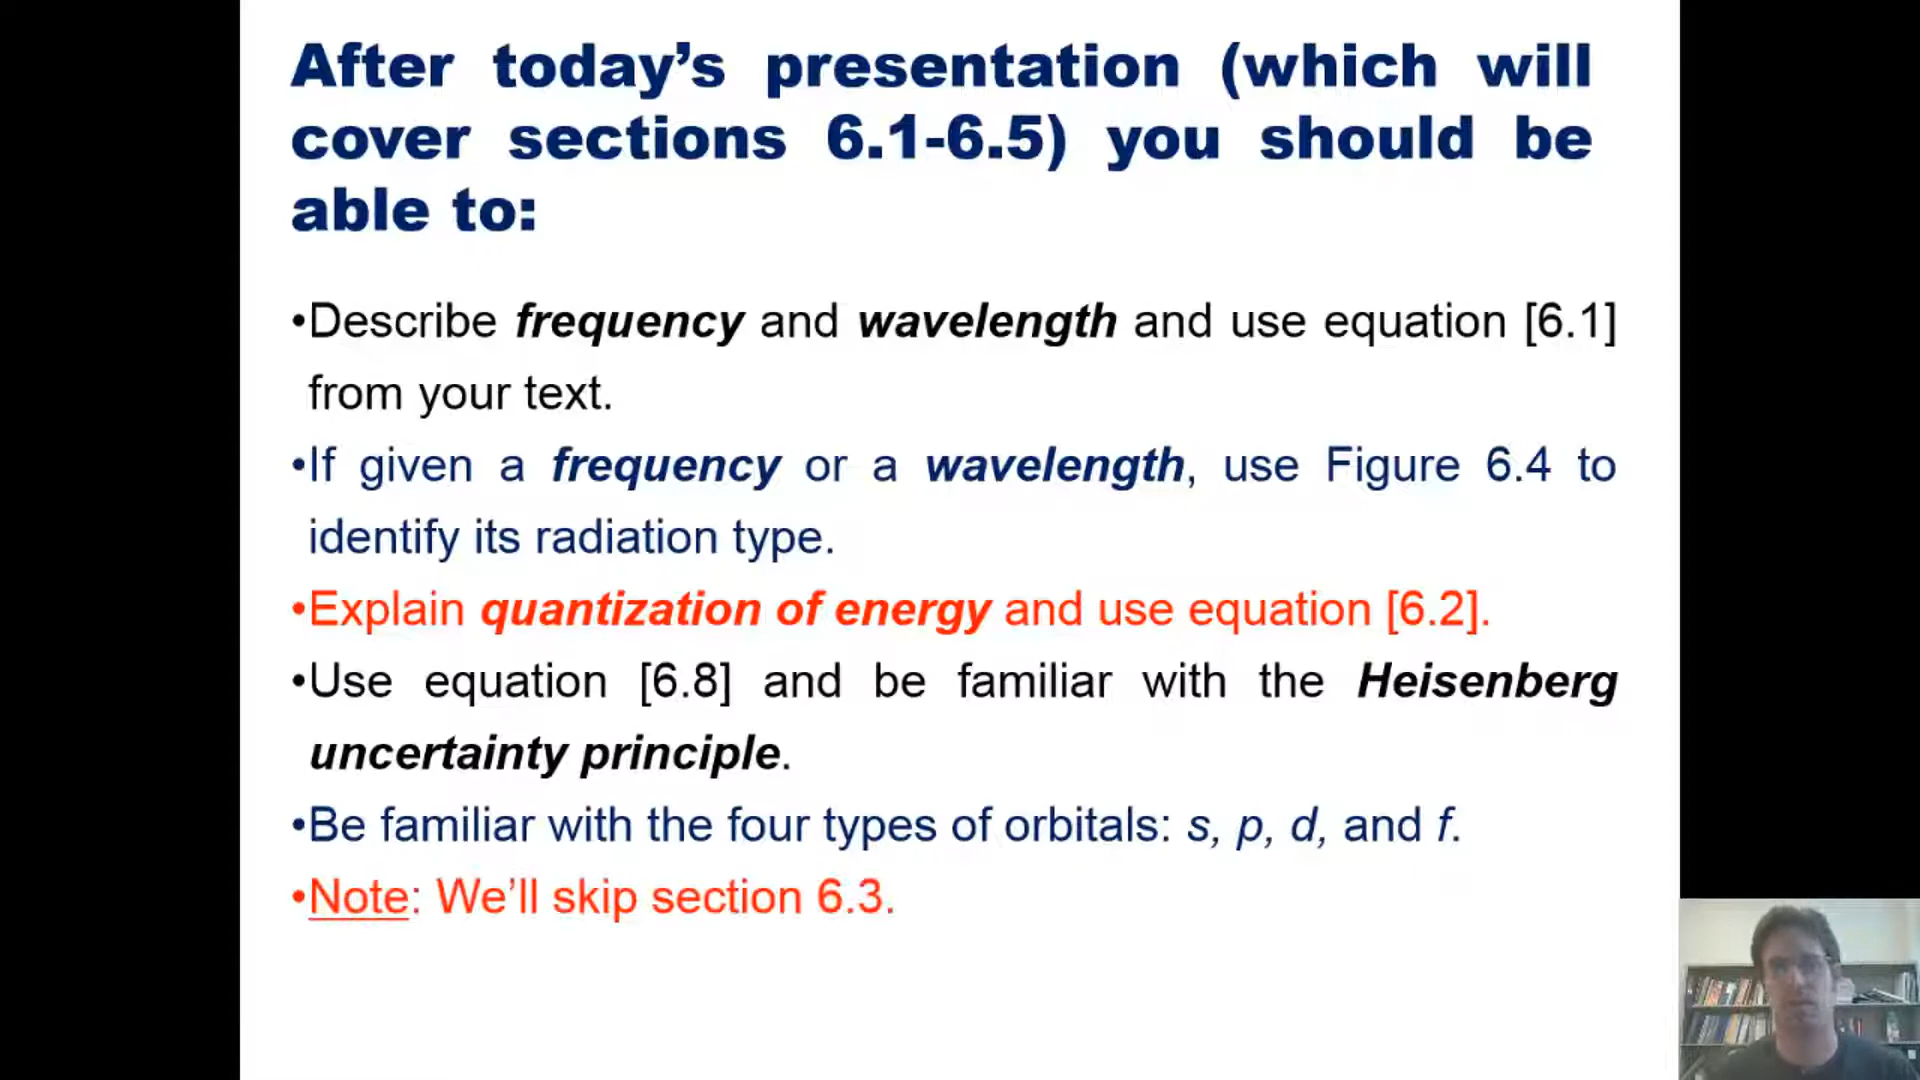 After today’s presentation (which will
cover sections 6.1-6.5) you should be
able to:
•Describe frequency and wavelength and use equation [6.1]
from your text.
•If given a frequency or a wavelength, use Figure 6.4 to
identify its radiation type.
•Explain quantization of energy and use equation [6.2].
•Use equation [6.8] and be familiar with the Heisenberg
uncertainty principle.
•Be familiar with the four types of orbitals: s, p, d, and f.
•Note: We’ll skip section 6.3.